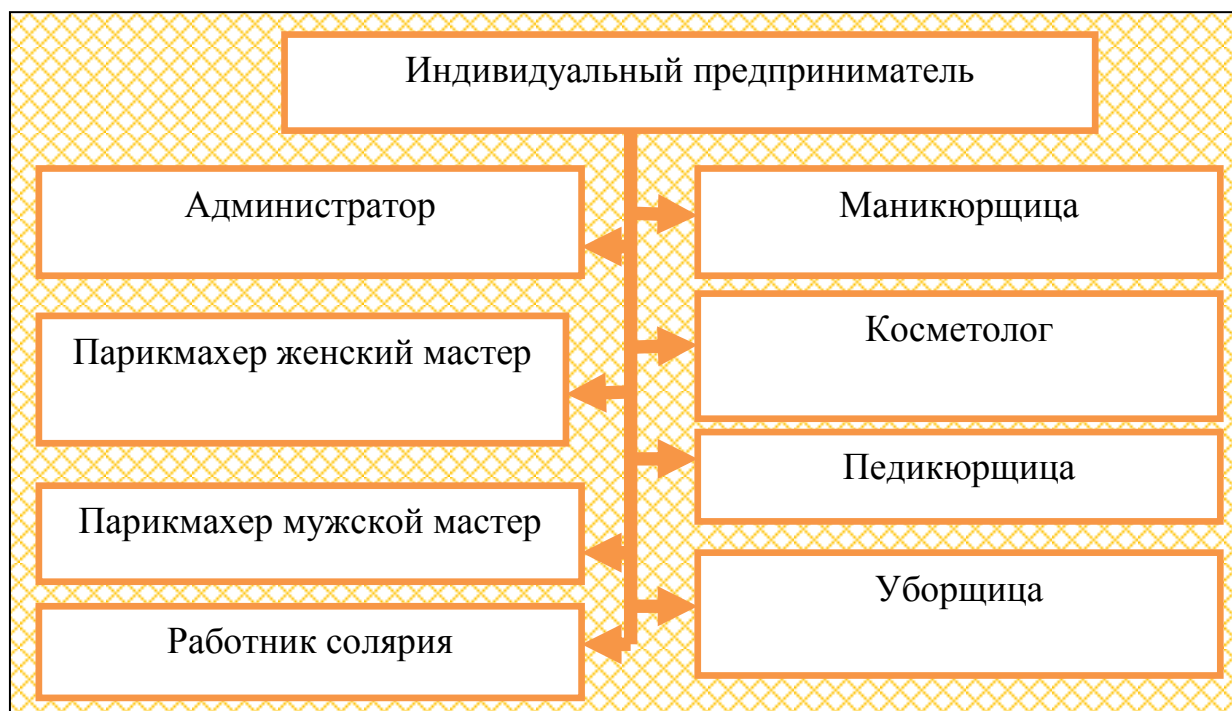 Индивидуальный предприниматель
Администратор
Маникюрщица
Парикмахер женский мастер
Косметолог
Педикюрщица
Парикмахер мужской мастер
Уборщица
Работник солярия